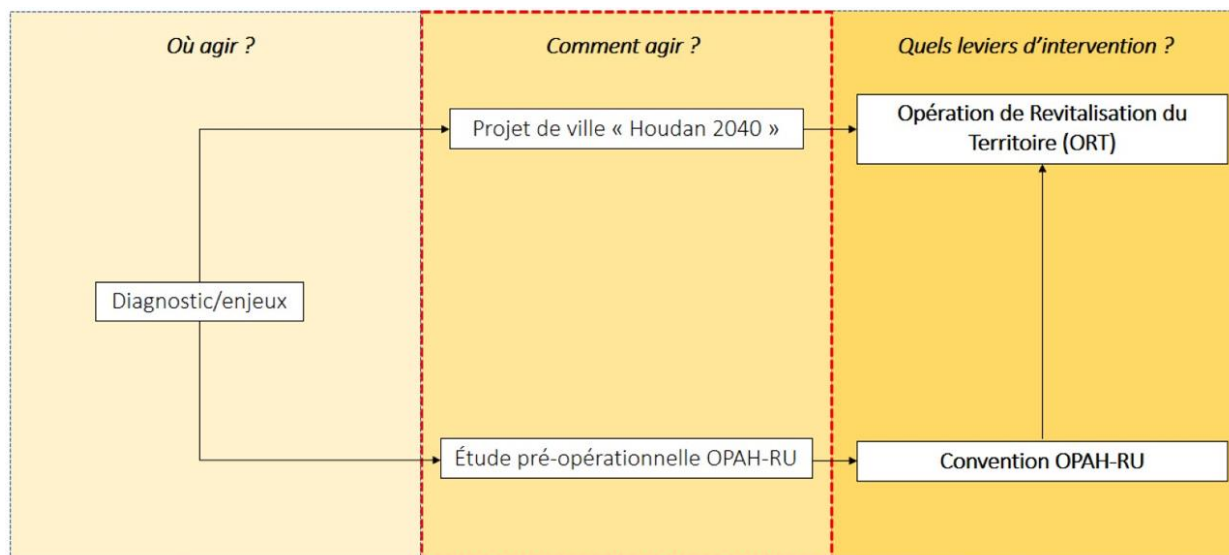 Où agir ?
Comment agir ?
Quels leviers d'intervention ?
Projet de ville « Houdan 2040 »
Opération de Revitalisation du
Territoire (ORT)
Diagnostic/enjeux
Étude pré-opérationnelle OPAH-RU
Convention OPAH-RU